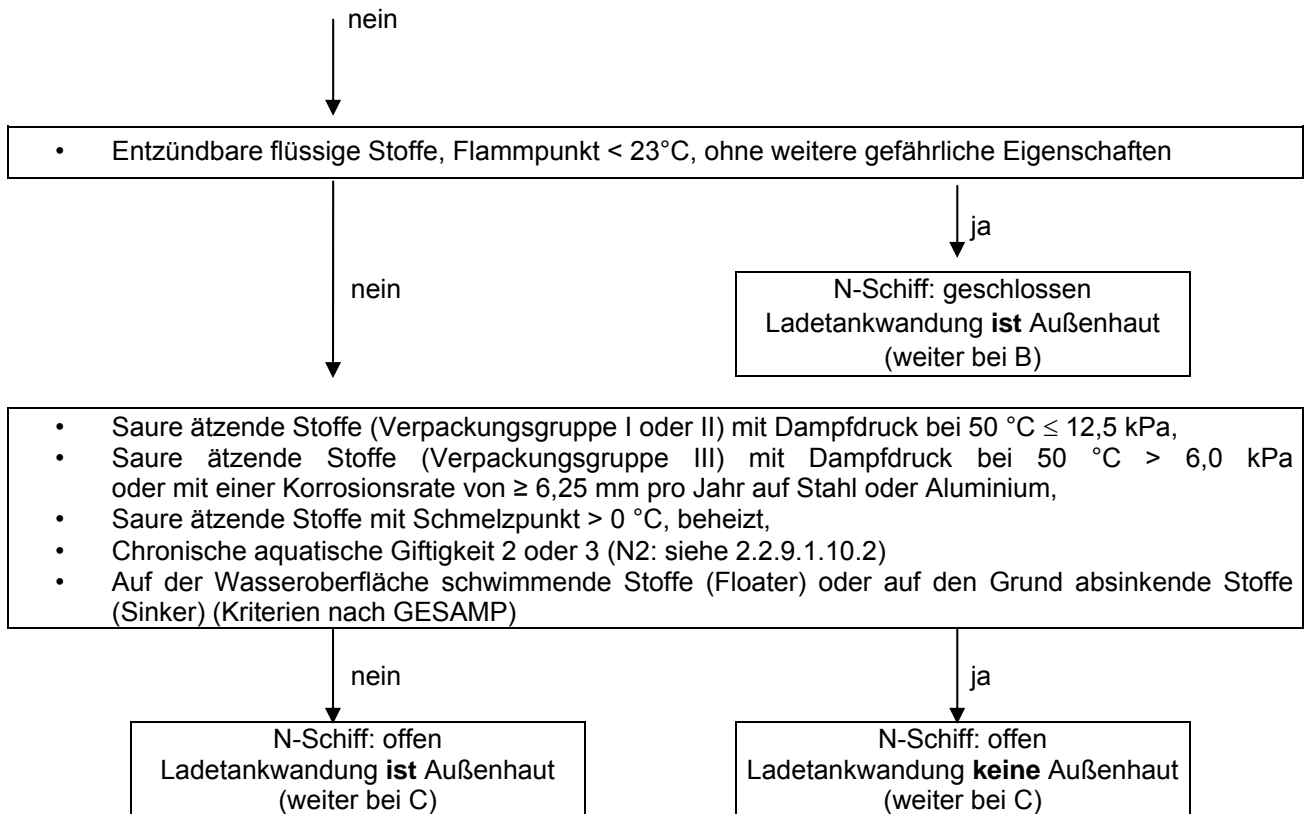 nein
• Entzündbare flüssige Stoffe, Flammpunkt < 23°C, ohne weitere gefährliche Eigenschaften
ja
nein
N-Schiff: geschlossen
Ladetankwandung ist Außenhaut
(weiter bei B)
• Saure ätzende Stoffe (Verpackungsgruppe I oder II) mit Dampfdruck bei 50 °C ≤ 12,5 kPa,
• Saure ätzende Stoffe (Verpackungsgruppe III) mit Dampfdruck bei 50 °C > 6,0 kPa
oder mit einer Korrosionsrate von ≥ 6,25 mm pro Jahr auf Stahl oder Aluminium,
• Saure ätzende Stoffe mit Schmelzpunkt > 0 °C, beheizt,
• Chronische aquatische Giftigkeit 2 oder 3 (N2: siehe 2.2.9.1.10.2)
• Auf der Wasseroberfläche schwimmende Stoffe (Floater) oder auf den Grund absinkende Stoffe
(Sinker) (Kriterien nach GESAMP)
nein
ja
N-Schiff: offen
Ladetankwandung ist Außenhaut
(weiter bei C)
N-Schiff: offen
Ladetankwandung keine Außenhaut
(weiter bei C)